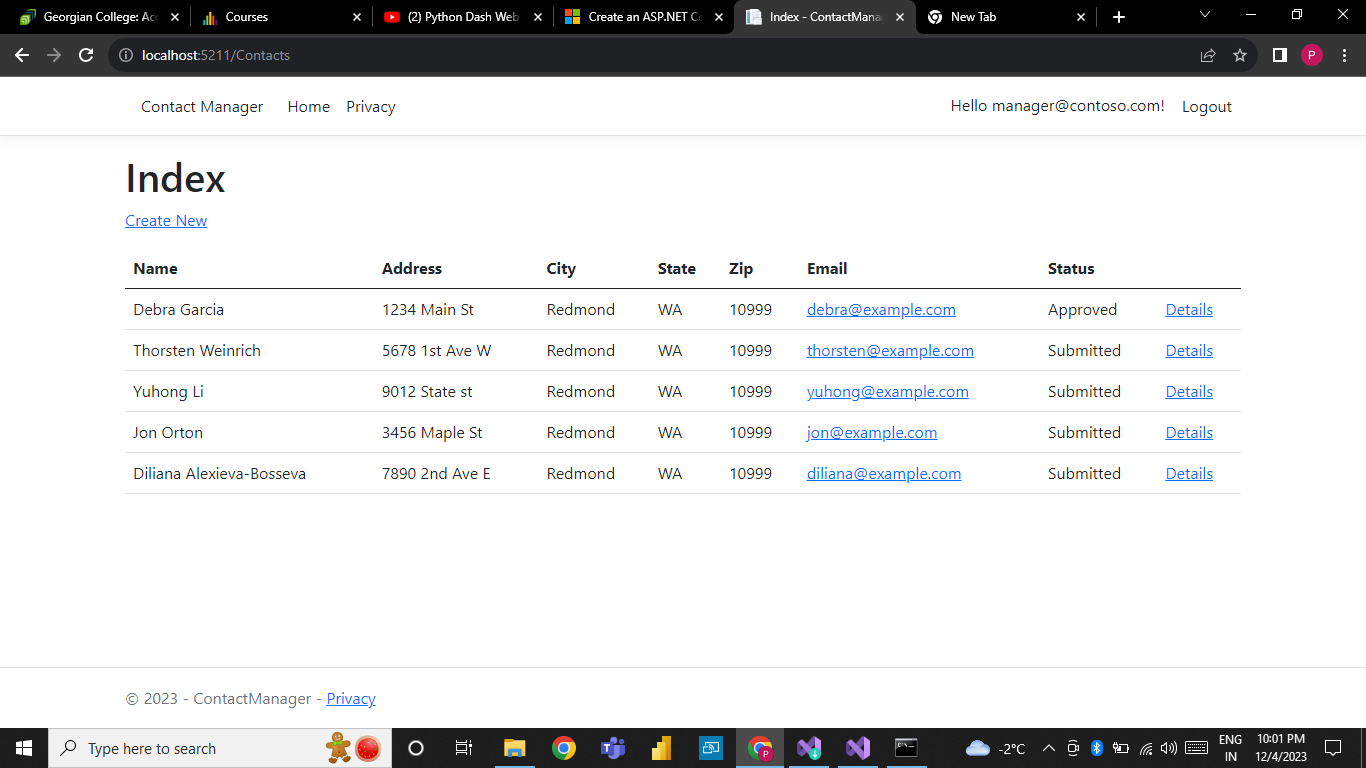 Georgian College: Acc
Courses
(2) Python Dash Web
Create an ASP.NET Co
Index - ContactMana
New Tab
localhost:5211/Contacts
P
Contact Manager Home Privacy Hello manager@contoso.com! Logout
Index
Create New
Name Address City State Zip Email Status
Debra Garcia 1234 Main St Redmond WA 10999 debra@example.com Approved Details
Thorsten Weinrich 5678 1st Ave W Redmond WA 10999 thorsten@example.com Submitted Details
Yuhong Li 9012 State st Redmond WA 10999 yuhong@example.com Submitted Details
Jon Orton 3456 Maple St Redmond WA 10999 jon@example.com Submitted Details
Diliana Alexieva-Bosseva 7890 2nd Ave E Redmond WA 10999 diliana@example.com Submitted Details
© 2023 - ContactManager - Privacy
Type here to search
P
-2°C
ENG
IN
10:01 PM
12/4/2023